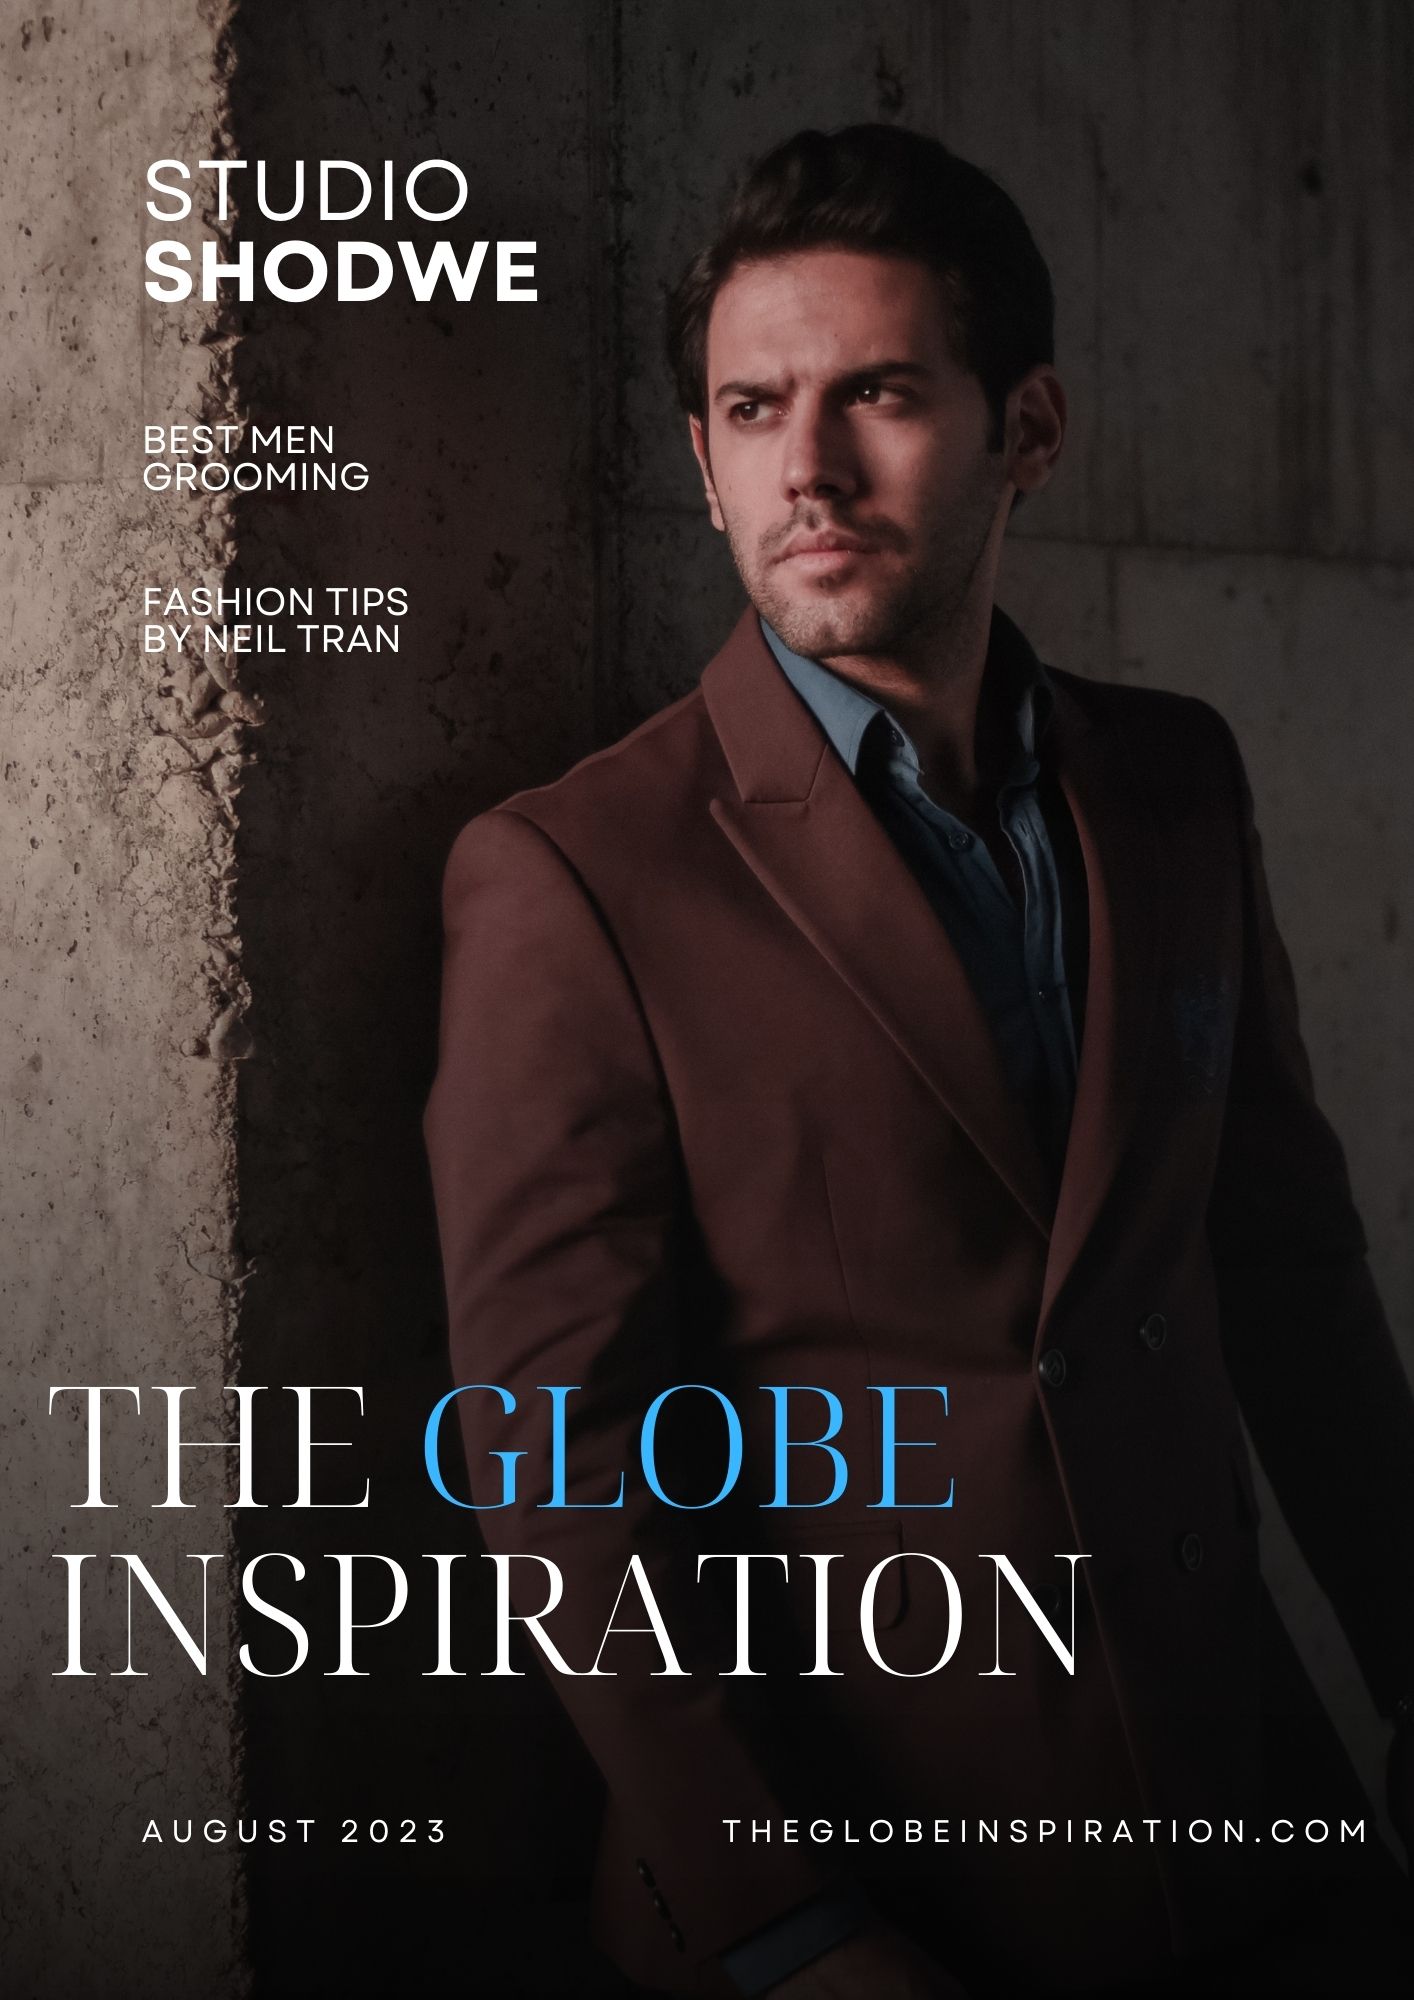 STUDIO
SHODWE
BEST MEN
GROOMING
FASHION TIPS
BY NEIL TRAN
THE GLOBE
INSPIRATION
AUGUST 2023
THEGLOBEINSPIRATION.COM